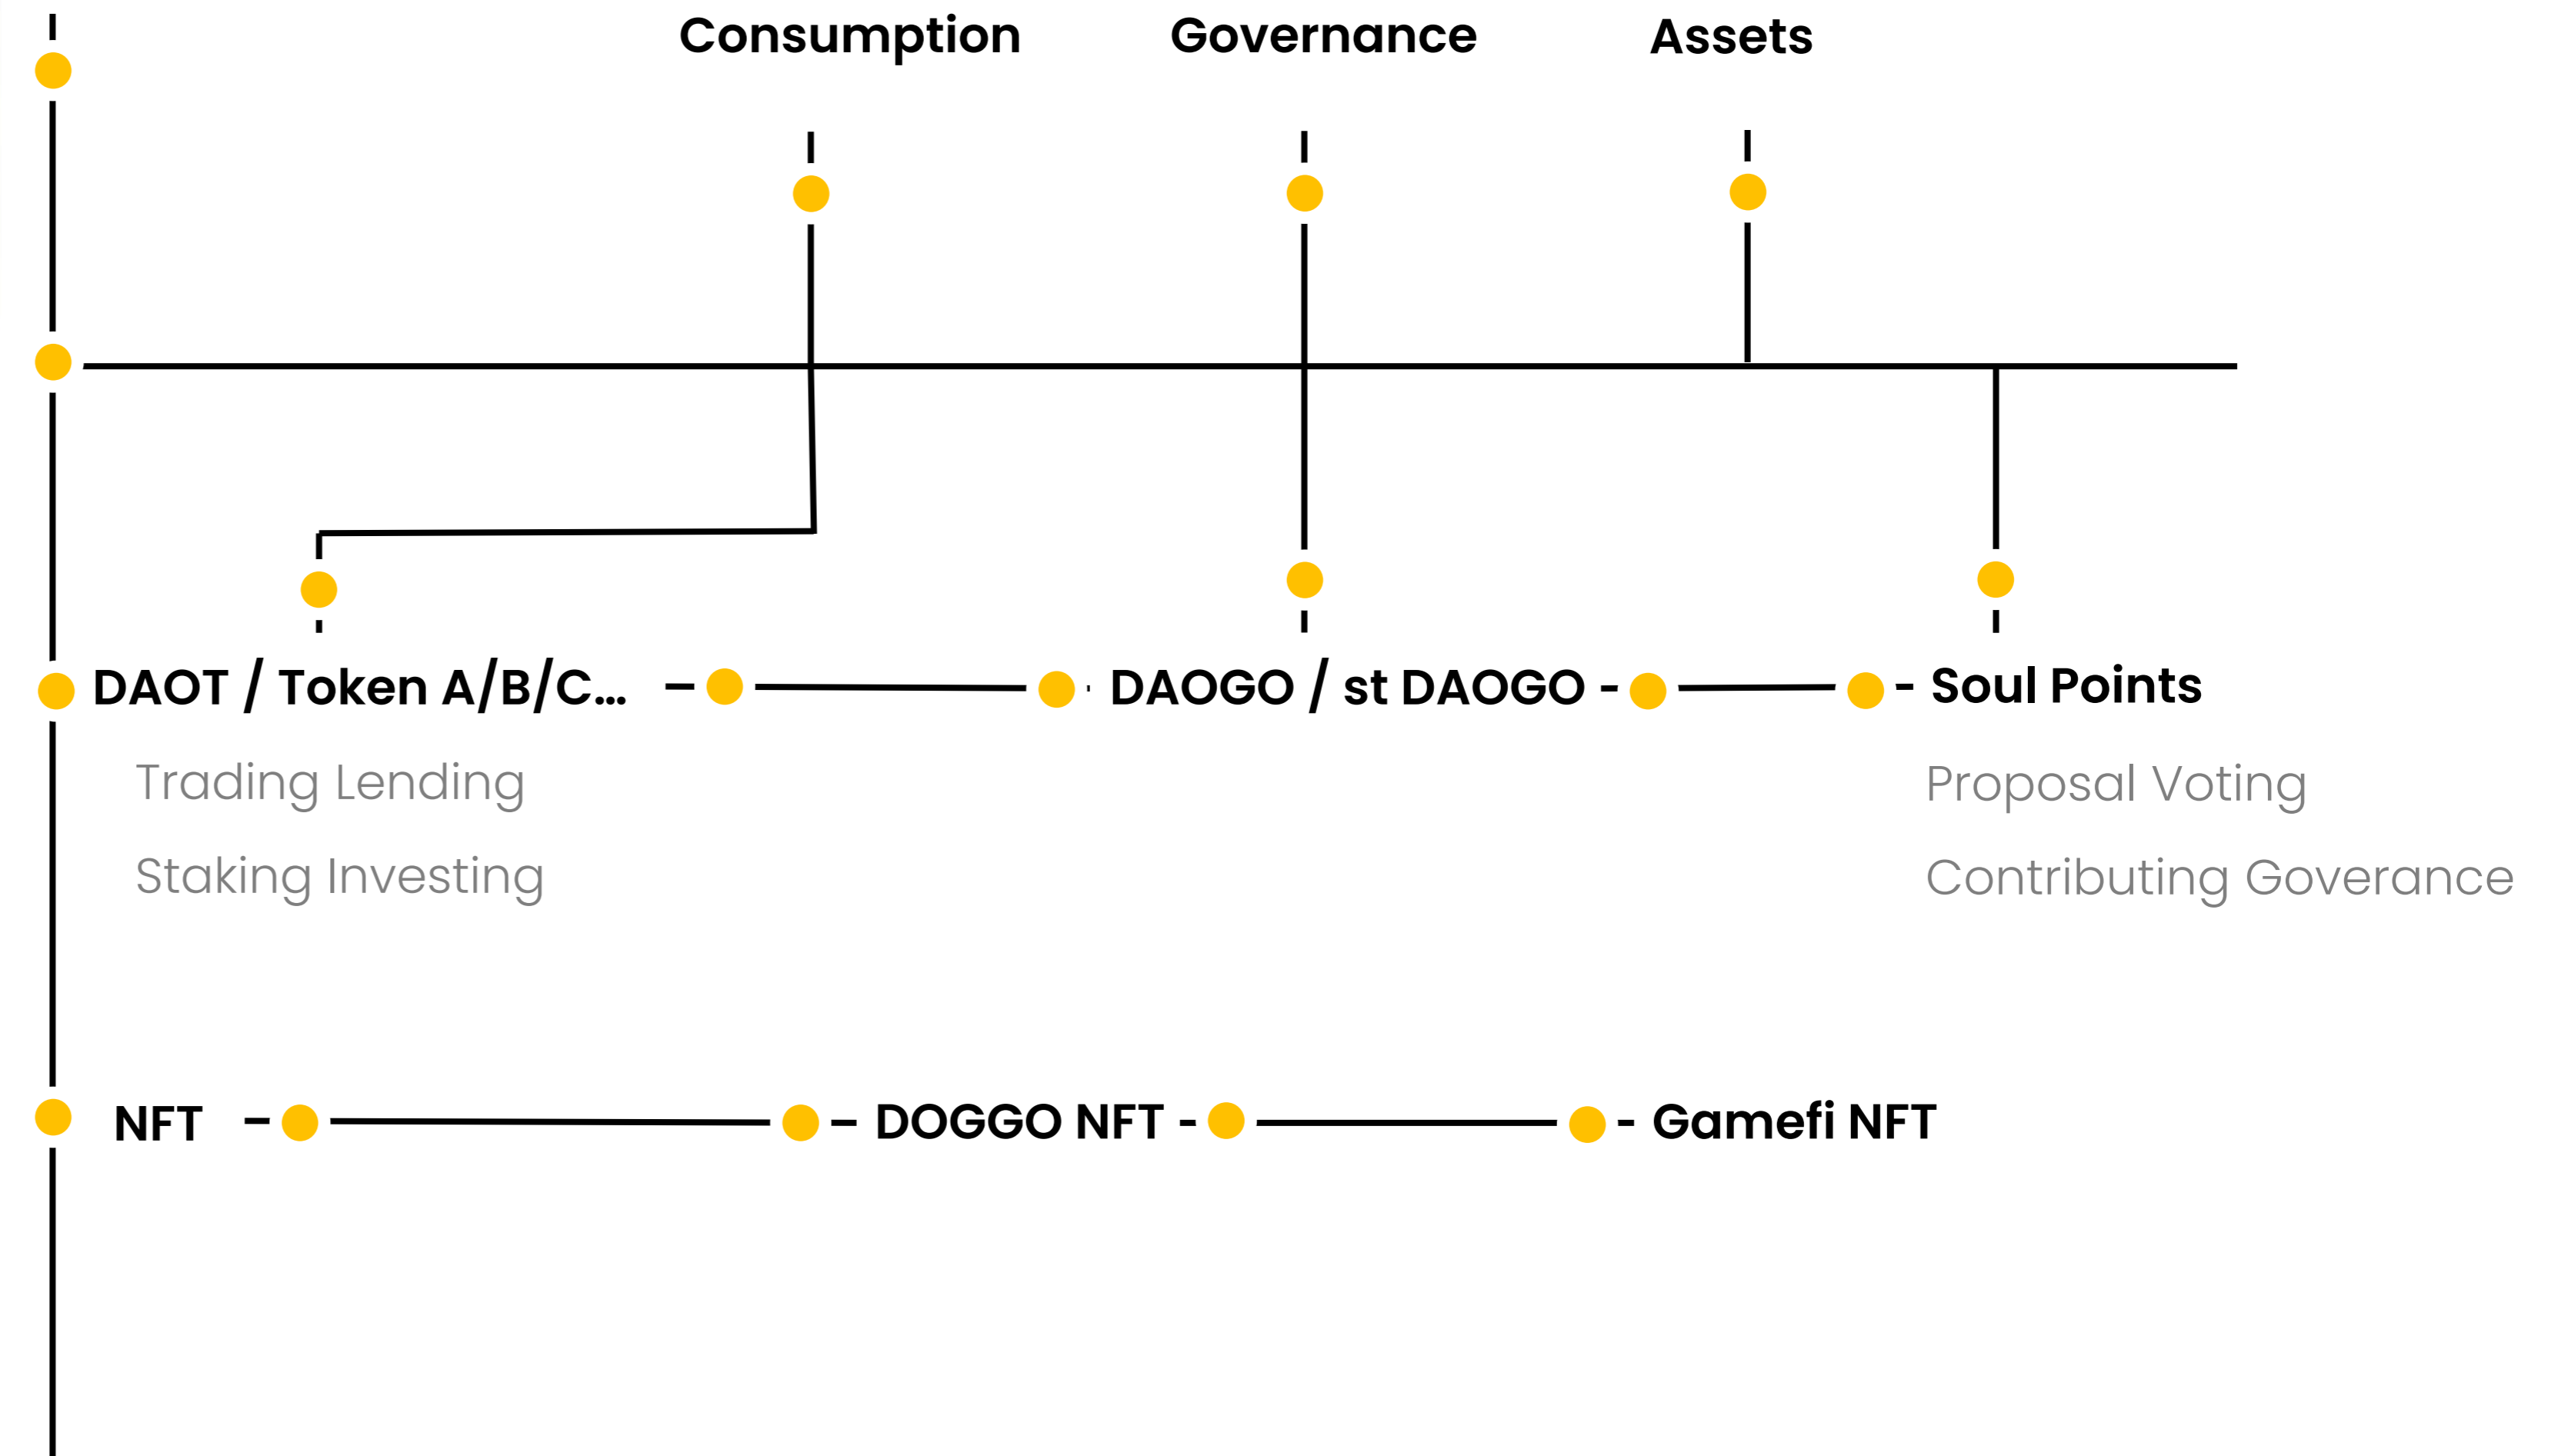 Consumption Governance Assets
DAOT / Token A/B/C... DAOGO / st DAOGO Soul Points
Trading Lending Proposal Voting
Staking Investing Contributing Goverance
NFT DOGGO NFT Gamefi NFT